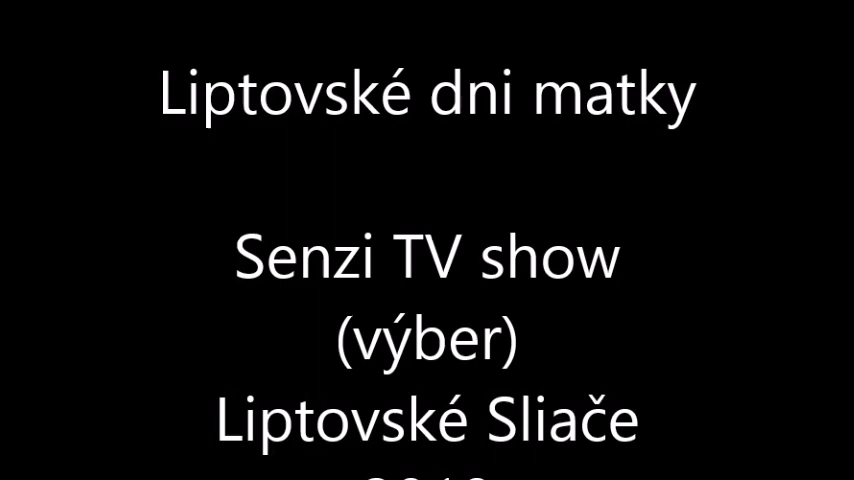 Liptovské dni matky
Senzi TV show
(výber)
Liptovské Sliače